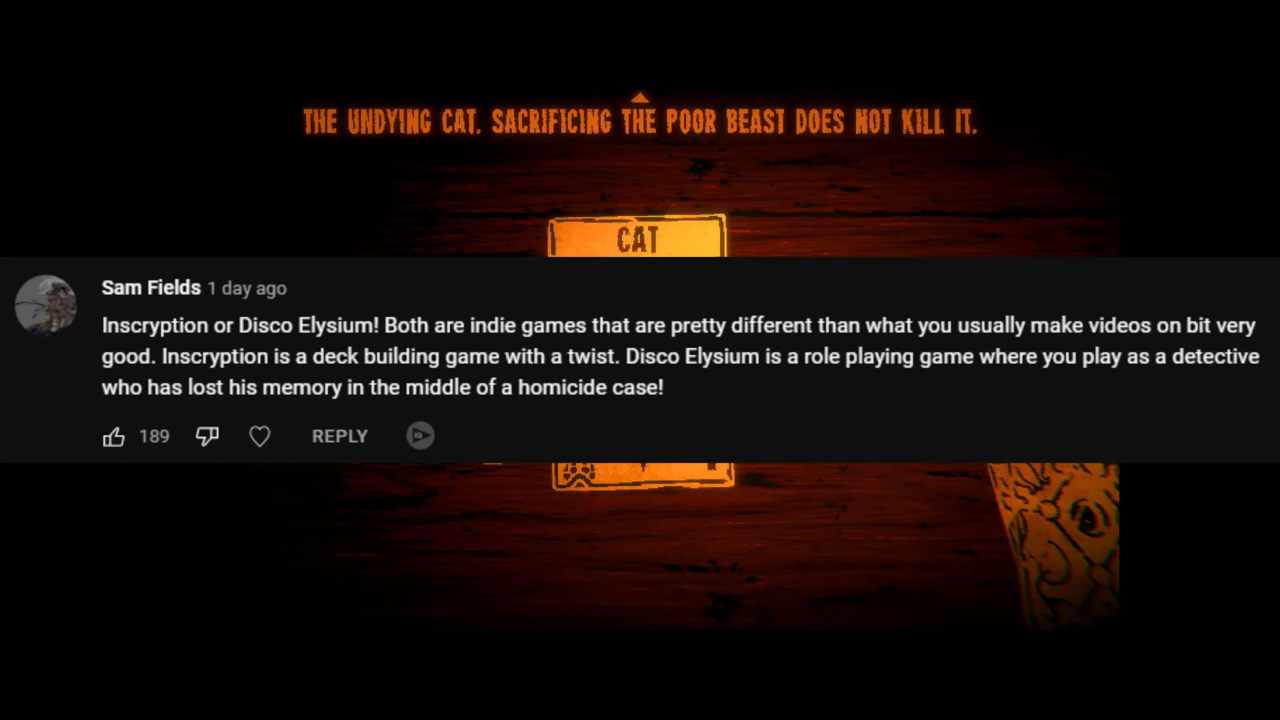 THE UNDYING CAT. SACRIFICING THE POOR BEAST DOES NOT KILL IT.
CAT
Sam Fields 1 day ago
Inscryption or Disco Elysium! Both are indie games that are pretty different than what you usually make videos on bit very
good. Inscryption is a deck building game with a twist. Disco Elysium is a role playing game where you play as a detective
who has lost his memory in the middle of a homicide case!
189 REPLY